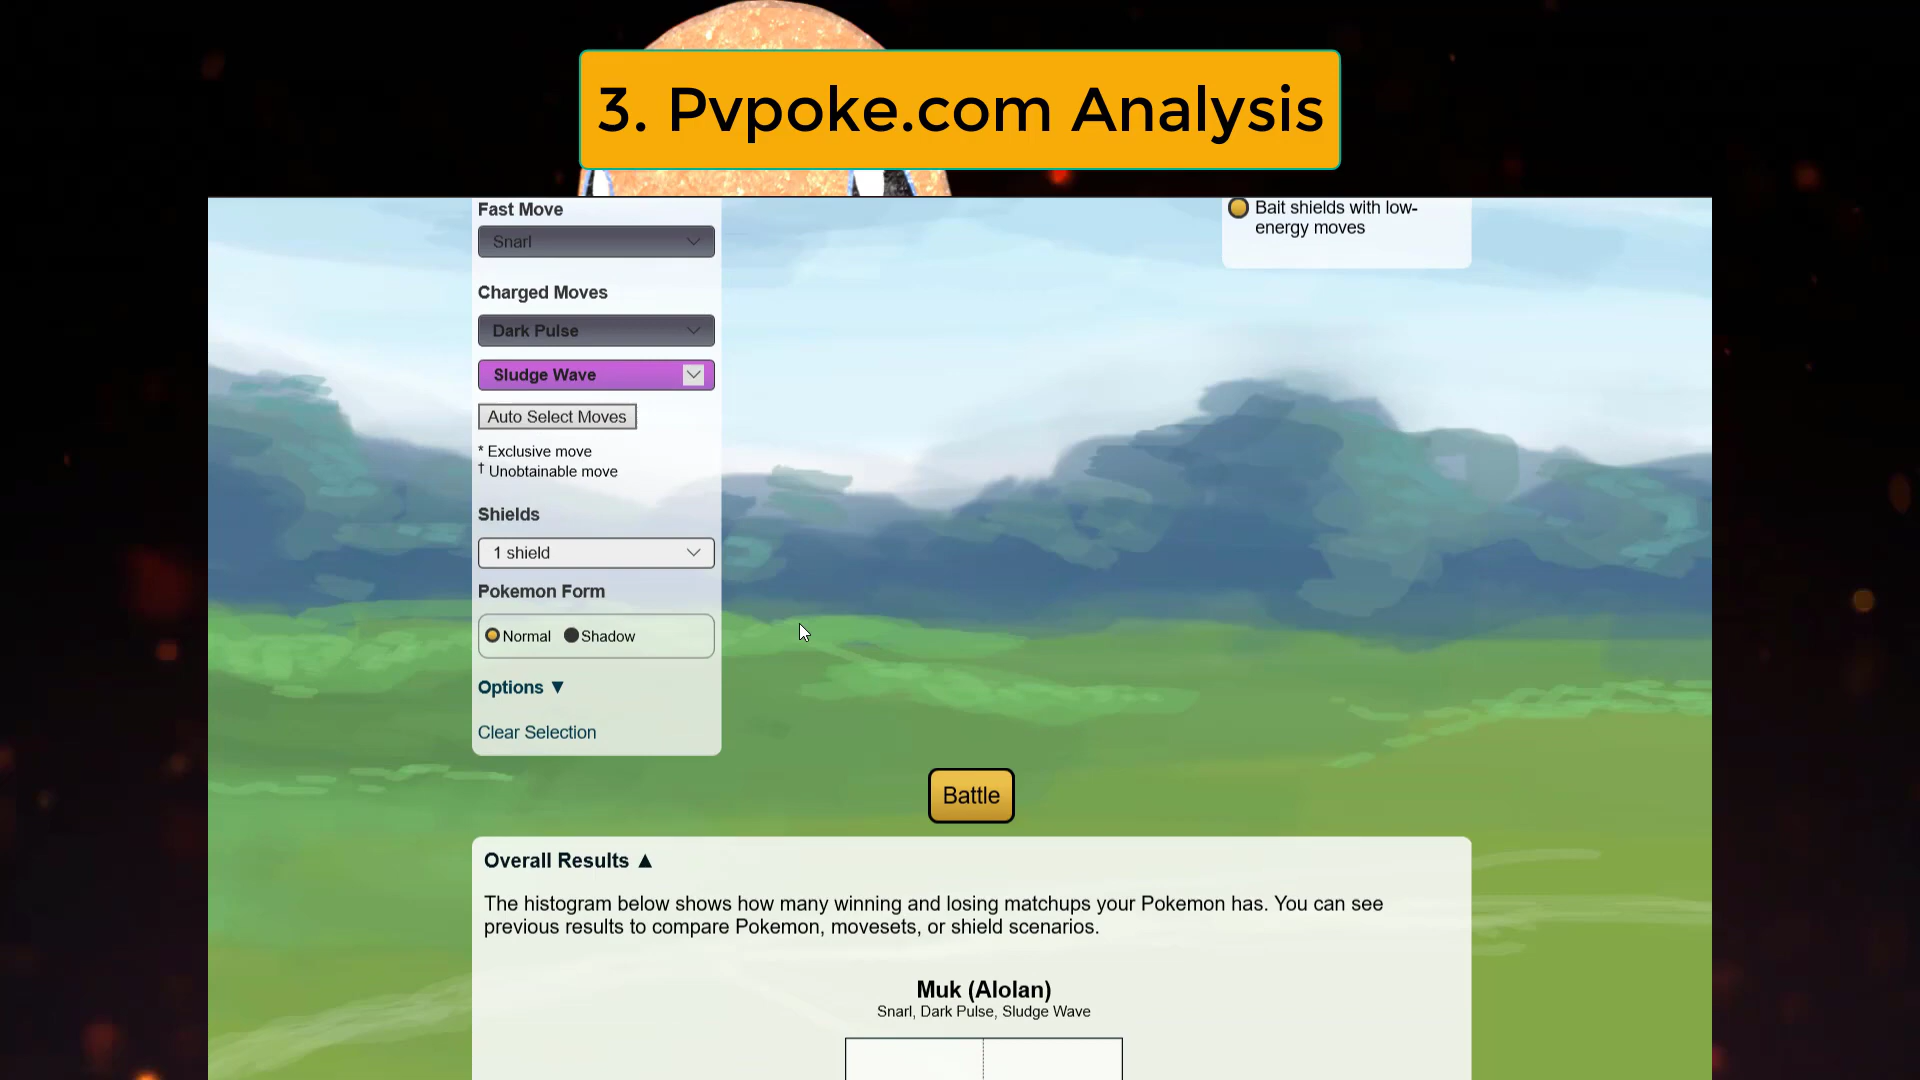 3. Pvpoke.com Analysis
Fast Move
Snarl
Charged Moves
Dark Pulse
Sludge Wave
Auto Select Moves
* Exclusive move
† Unobtainable move
Shields
1 shield
Pokemon Form
Normal Shadow
Options ▼
Clear Selection
Bait shields with low-
energy moves
Battle
Overall Results ▲
The histogram below shows how many winning and losing matchups your Pokemon has. You can see
previous results to compare Pokemon, movesets, or shield scenarios.
Muk (Alolan)
Snarl, Dark Pulse, Sludge Wave